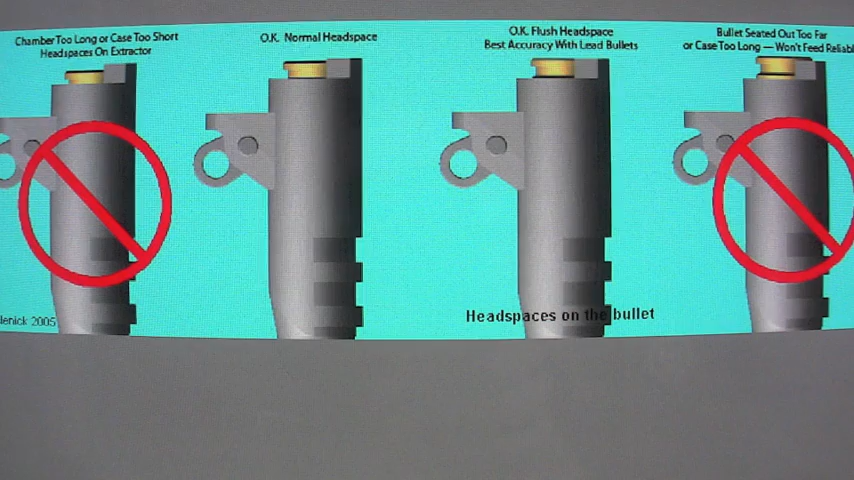 Chamber Too Long or Case Too Short
Headspaces On Extractor
O.K. Normal Headspace
O.K. Flush Headspace
Best Accuracy With Lead Bullets
Bullet Seated Out Too Far
or Case Too Long — Won't Feed
2005
Headspaces on the bullet